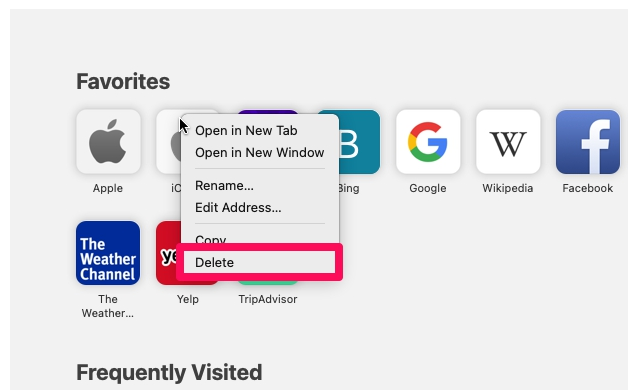 Favorites
Open in New Tab
Open in New Window
Rename...
Edit Address...
Copy
Delete
B
W
f
Apple
Bing
Google
Wikipedia
Facebook
The
Weather
Channel
The
Weather...
Yelp
TripAdvisor
Frequently Visited